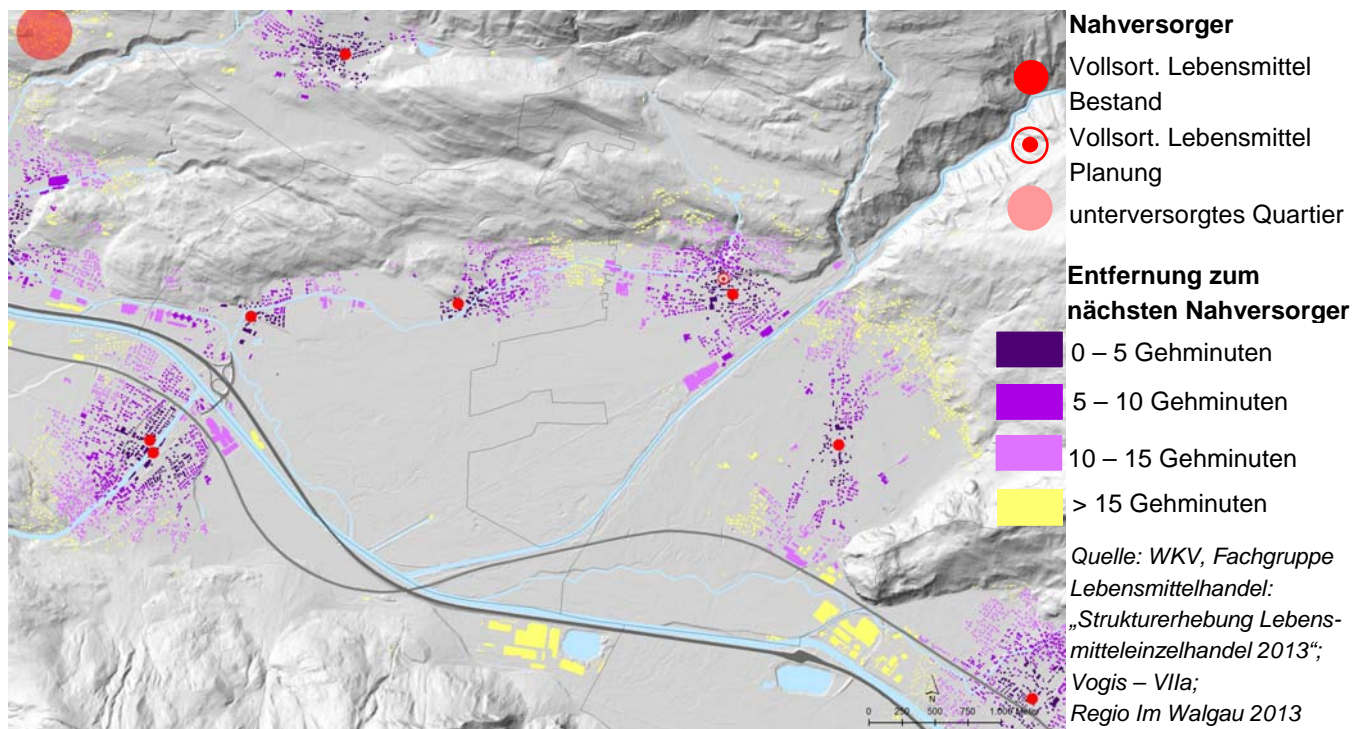 Nahversorger
Vollsort. Lebensmittel
Bestand
Vollsort. Lebensmittel
Planung
unterversorgtes Quartier
Entfernung zum
nächsten Nahversorger
0 – 5 Gehminuten
5 – 10 Gehminuten
10 – 15 Gehminuten
> 15 Gehminuten
Quelle: WKV, Fachgruppe
Lebensmittelhandel:
„Strukturerhebung Lebens-
mitteleinzelhandel 2013“;
Vogis – VIIa;
Regio Im Walgau 2013
N
0 250 500 750 1.000 Meter